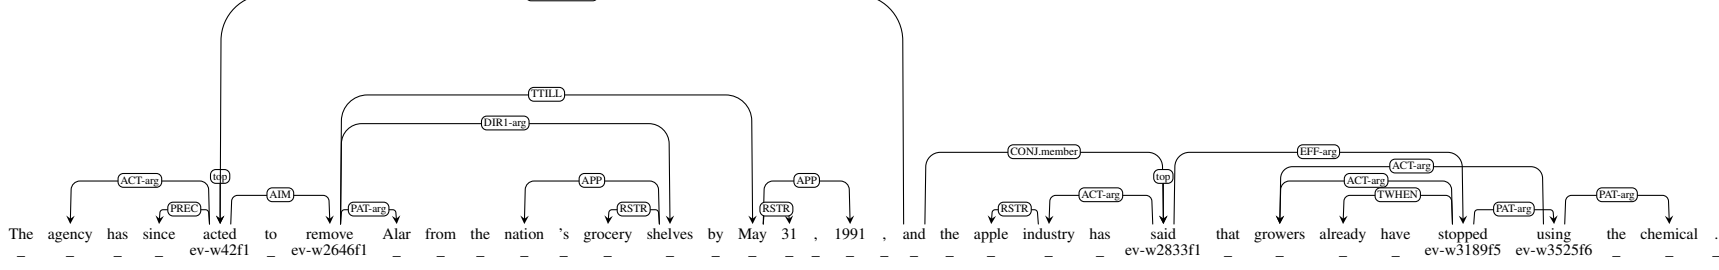 TTILL
DIR1-arg
CONJ.member EFF-arg
ACT-arg
ACT-arg top APP APP top ACT-arg
AIM ACT-arg TWHEN PAT-arg
PREC PAT-arg RSTR RSTR RSTR PAT-arg
The agency has since acted to remove Alar from the nation 's grocery shelves by May 31 , 1991 , and the apple industry has said that growers already have stopped using the chemical .
ev-w42f1 ev-w2646f1 ev-w2833f1 ev-w3189f5 ev-w3525f6
_ _ _ _ _ _ _ _ _ _ _ _ _ _ _ _ _ _ _ _ _ _ _ _ _ _ _ _ _ _ _ _ _ _ _